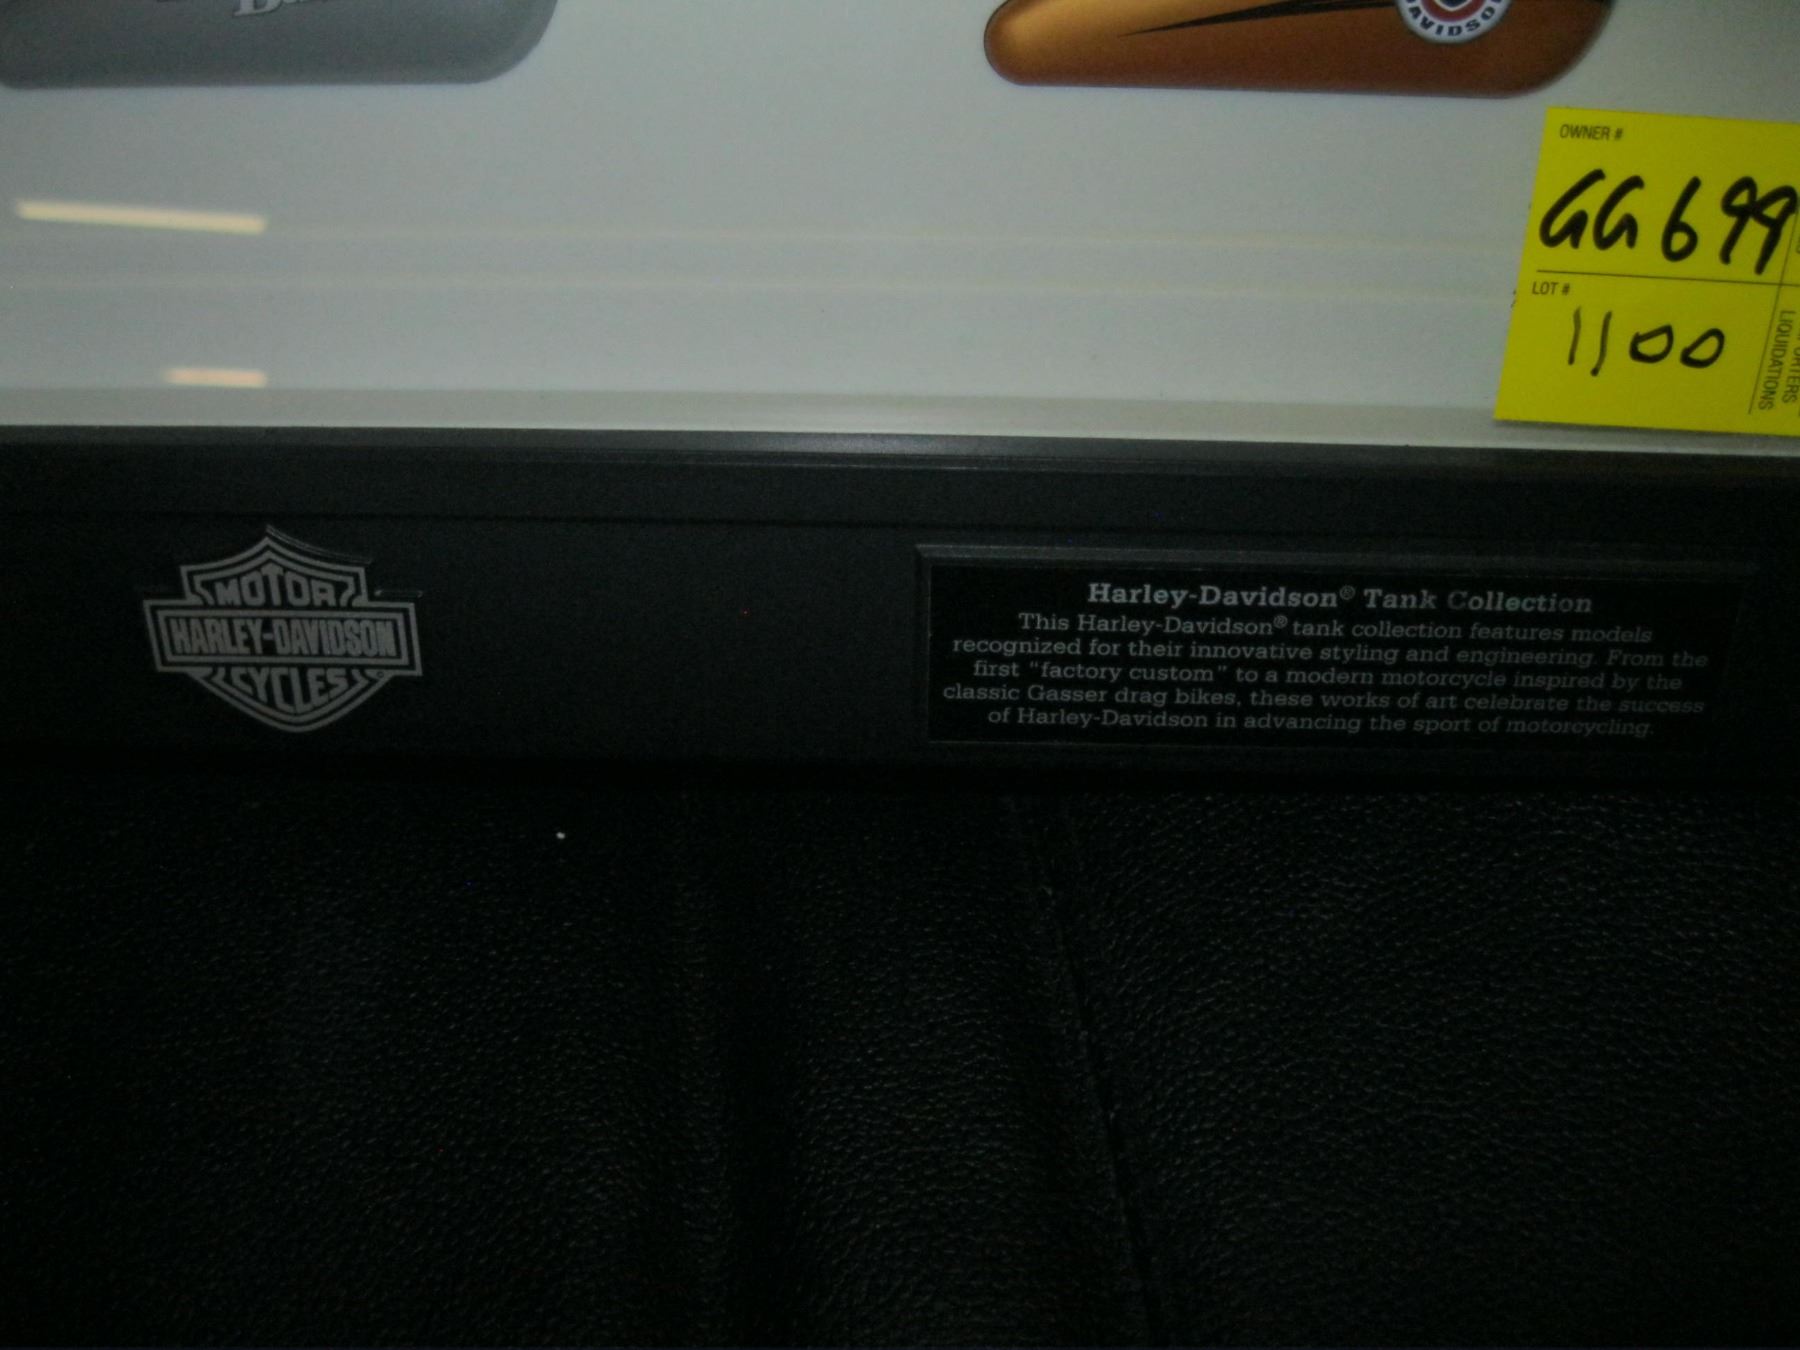 DAVIDSO
OWNER #
GG699
LOT #
1100
LIQUIDATIONS
MOTOR
HARLEY-DAVIDSON
CYCLES
Harley-Davidson® Tank Collection
This Harley-Davidson® tank collection features models
recognized for their innovative styling and engineering. From the
first "factory custom" to a modern motorcycle inspired by the
classic Gasser drag bikes, these works of art celebrate the success
of Harley-Davidson in advancing the sport of motorcycling.